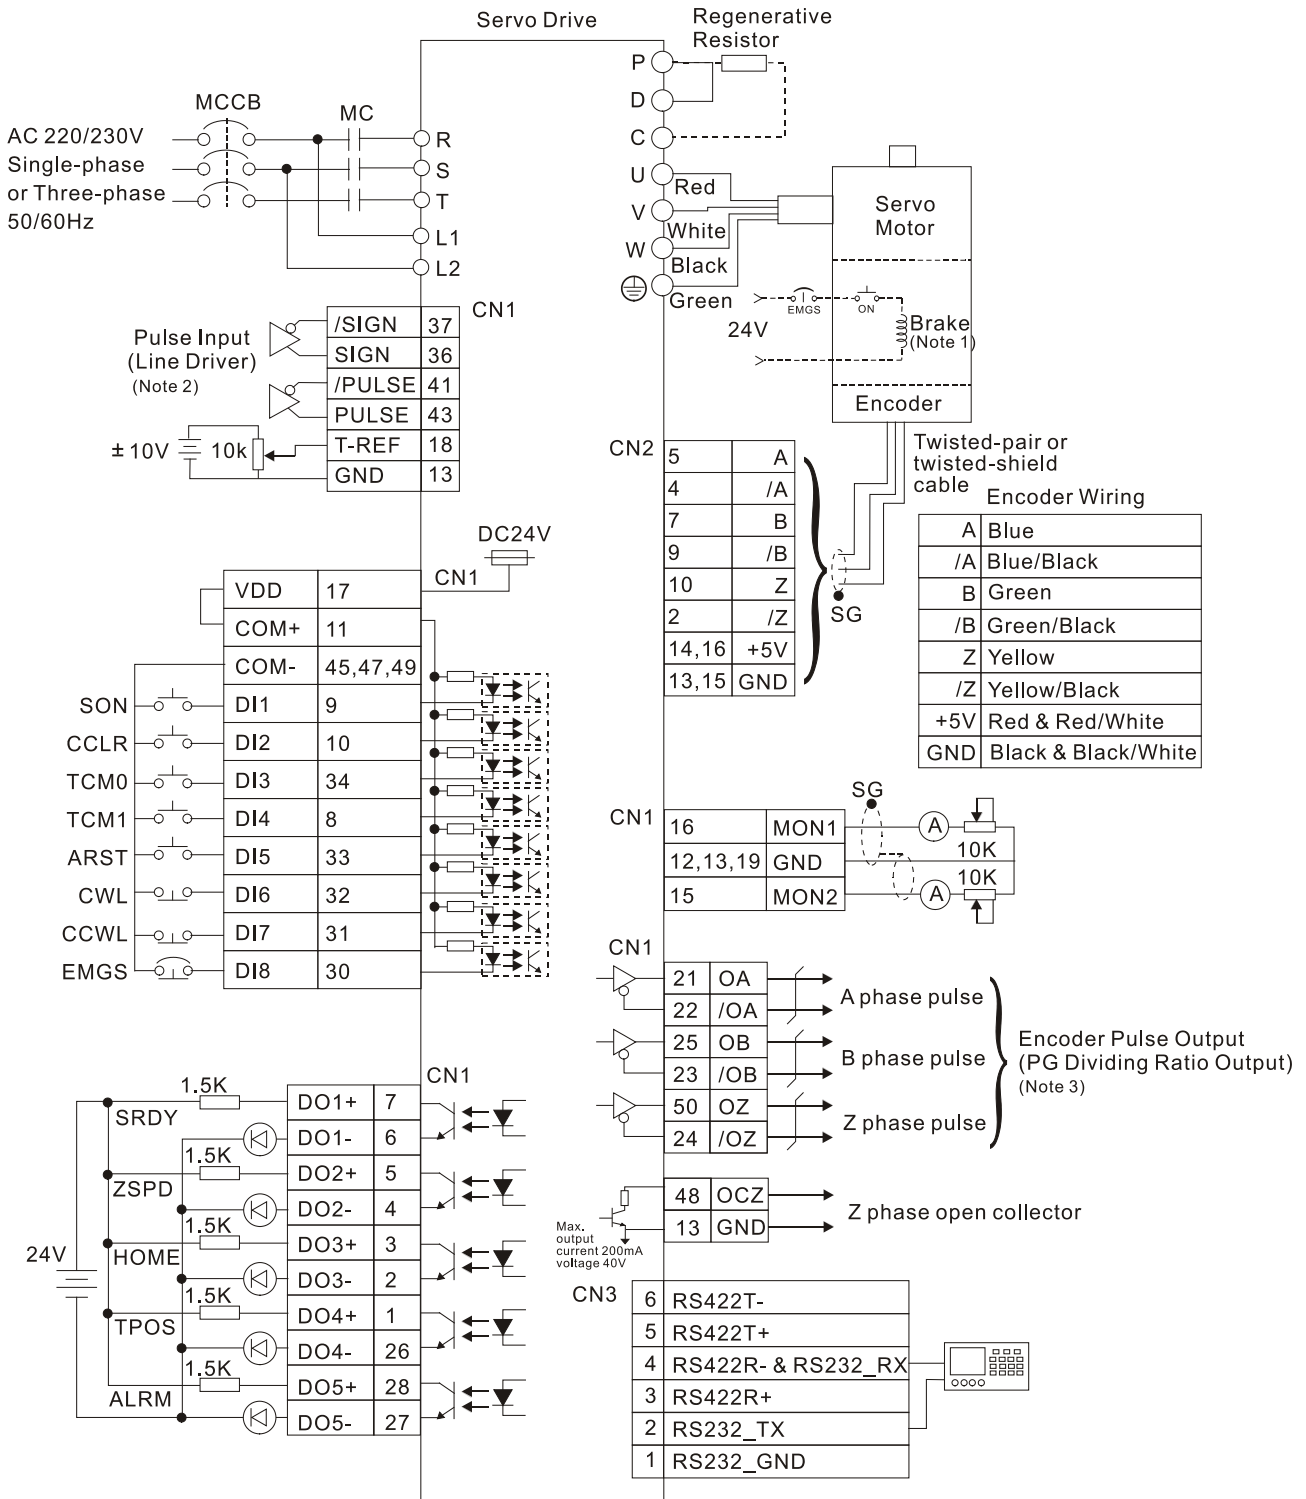 Servo Drive
Regenerative
Resistor
P
D
C
MCCB
MC
AC 220/230V
Single-phase
or Three-phase
50/60Hz
R
S
T
L1
L2
U
V
W
Red
White
Black
Green
Servo
Motor
24V
EMGS
ON
Brake
(Note 1)
Encoder
Pulse Input
(Line Driver)
(Note 2)
CN1
/SIGN 37
SIGN 36
/PULSE 41
PULSE 43
T-REF 18
GND 13
± 10V
10k
CN2
5 A
4 /A
7 B
9 /B
10 Z
2 /Z
14,16 +5V
13,15 GND
Twisted-pair or
twisted-shield
cable
SG
Encoder Wiring
A Blue
/A Blue/Black
B Green
/B Green/Black
Z Yellow
/Z Yellow/Black
+5V Red & Red/White
GND Black & Black/White
DC24V
CN1
VDD 17
COM+ 11
COM- 45,47,49
SON DI1 9
CCLR DI2 10
TCM0 DI3 34
TCM1 DI4 8
ARST DI5 33
CWL DI6 32
CCWL DI7 31
EMGS DI8 30
SG
CN1
16 MON1
12,13,19 GND
15 MON2
A
10K
10K
A
CN1
21 OA
22 /OA
25 OB
23 /OB
50 OZ
24 /OZ
A phase pulse
B phase pulse
Z phase pulse
Encoder Pulse Output
(PG Dividing Ratio Output)
(Note 3)
48 OCZ
13 GND
Z phase open collector
Max.
output
current 200mA
voltage 40V
CN1
24V
1.5K
SRDY
DO1+ 7
DO1- 6
1.5K
ZSPD
DO2+ 5
DO2- 4
1.5K
HOME
DO3+ 3
DO3- 2
1.5K
TPOS
DO4+ 1
DO4- 26
1.5K
ALRM
DO5+ 28
DO5- 27
CN3
6 RS422T-
5 RS422T+
4 RS422R- & RS232_RX
3 RS422R+
2 RS232_TX
1 RS232_GND